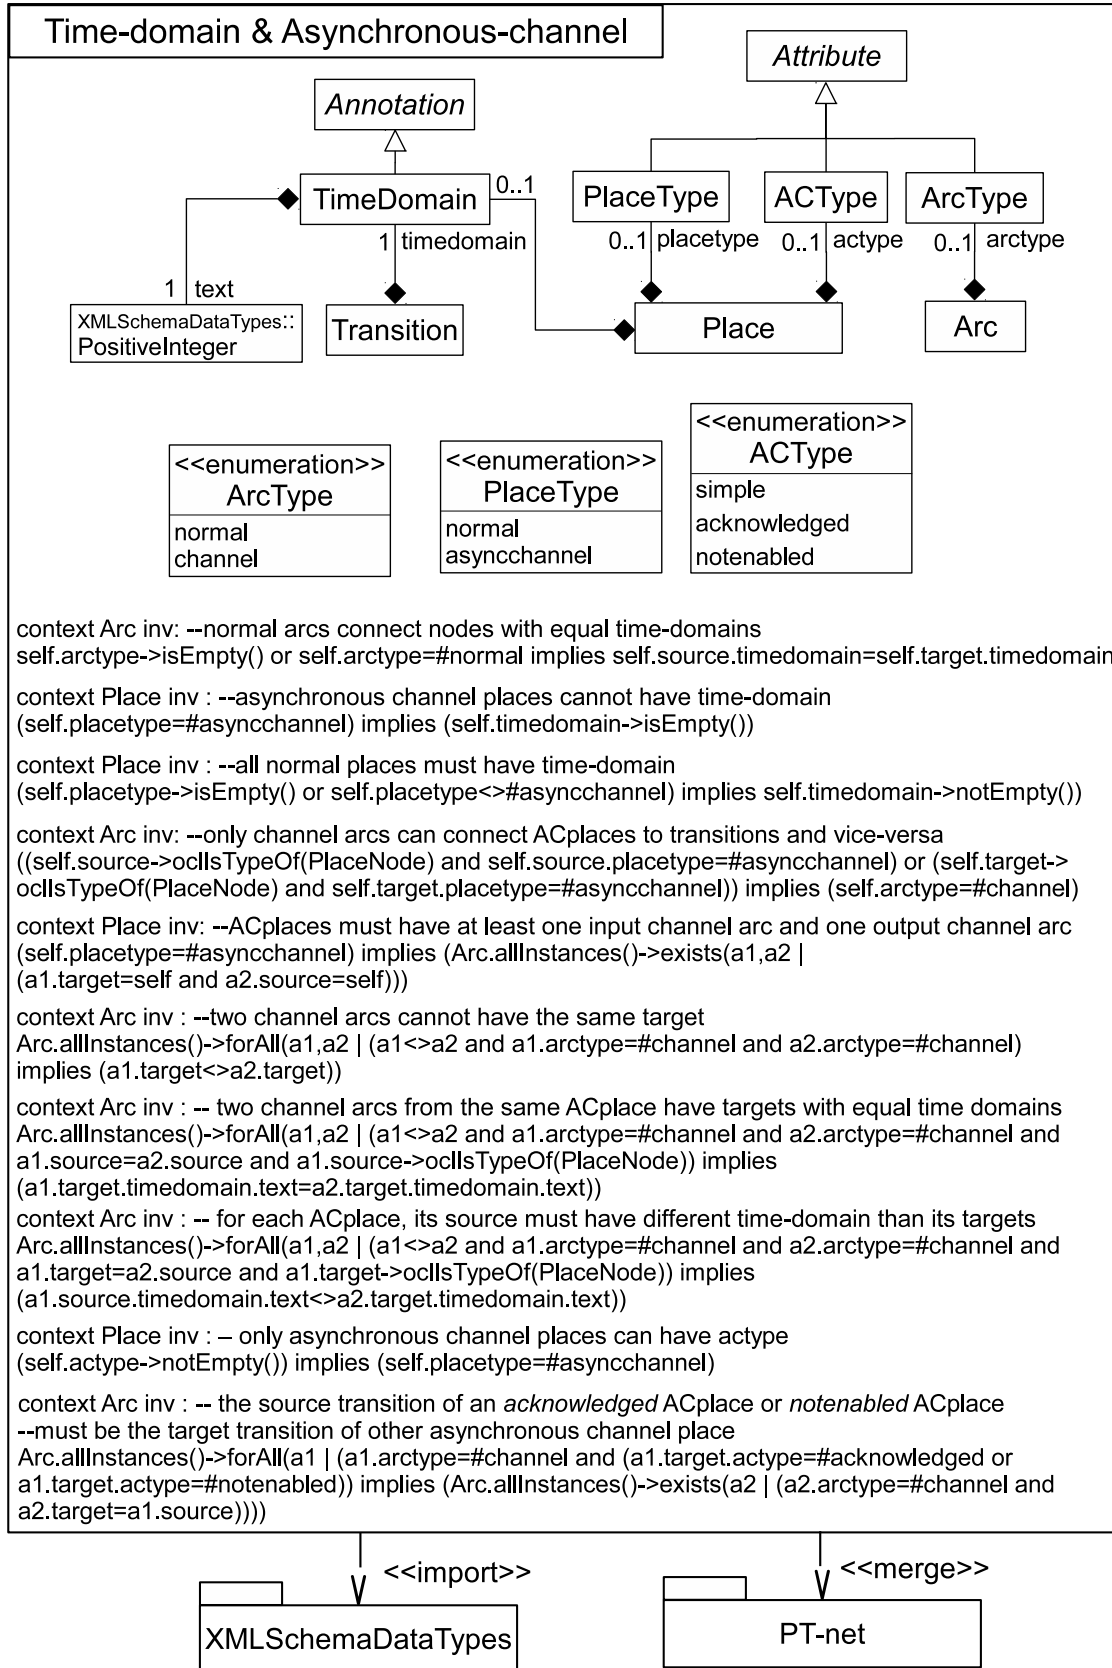 Time-domain & Asynchronous-channel
Attribute
Annotation
TimeDomain
0..1
PlaceType
ACType
ArcType
1 timedomain
0..1 placetype
0..1 actype
0..1 arctype
1 text
XMLSchemaDataTypes::
PositiveInteger
Transition
Place
Arc
<<enumeration>>
ArcType
normal
channel
<<enumeration>>
PlaceType
normal
asyncchannel
<<enumeration>>
ACType
simple
acknowledged
notenabled
context Arc inv: --normal arcs connect nodes with equal time-domains
self.arctype->isEmpty() or self.arctype=#normal implies self.source.timedomain=self.target.timedomain
context Place inv : --asynchronous channel places cannot have time-domain
(self.placetype=#asyncchannel) implies (self.timedomain->isEmpty())
context Place inv : --all normal places must have time-domain
(self.placetype->isEmpty() or self.placetype<>#asyncchannel) implies self.timedomain->notEmpty())
context Arc inv: --only channel arcs can connect ACplaces to transitions and vice-versa
((self.source->oclIsTypeOf(PlaceNode) and self.source.placetype=#asyncchannel) or (self.target->
oclIsTypeOf(PlaceNode) and self.target.placetype=#asyncchannel)) implies (self.arctype=#channel)
context Place inv: --ACplaces must have at least one input channel arc and one output channel arc
(self.placetype=#asyncchannel) implies (Arc.allInstances()->exists(a1,a2 |
(a1.target=self and a2.source=self)))
context Arc inv : --two channel arcs cannot have the same target
Arc.allInstances()->forAll(a1,a2 | (a1<>a2 and a1.arctype=#channel and a2.arctype=#channel)
implies (a1.target<>a2.target))
context Arc inv : -- two channel arcs from the same ACplace have targets with equal time domains
Arc.allInstances()->forAll(a1,a2 | (a1<>a2 and a1.arctype=#channel and a2.arctype=#channel and
a1.source=a2.source and a1.source->oclIsTypeOf(PlaceNode)) implies
(a1.target.timedomain.text=a2.target.timedomain.text))
context Arc inv : -- for each ACplace, its source must have different time-domain than its targets
Arc.allInstances()->forAll(a1,a2 | (a1<>a2 and a1.arctype=#channel and a2.arctype=#channel and
a1.target=a2.source and a1.target->oclIsTypeOf(PlaceNode)) implies
(a1.source.timedomain.text<>a2.target.timedomain.text))
context Place inv : – only asynchronous channel places can have actype
(self.actype->notEmpty()) implies (self.placetype=#asyncchannel)
context Arc inv : -- the source transition of an acknowledged ACplace or notenabled ACplace
--must be the target transition of other asynchronous channel place
Arc.allInstances()->forAll(a1 | (a1.arctype=#channel and (a1.target.actype=#acknowledged or
a1.target.actype=#notenabled)) implies (Arc.allInstances()->exists(a2 | (a2.arctype=#channel and
a2.target=a1.source))))
<<import>>
<<merge>>
XMLSchemaDataTypes
PT-net